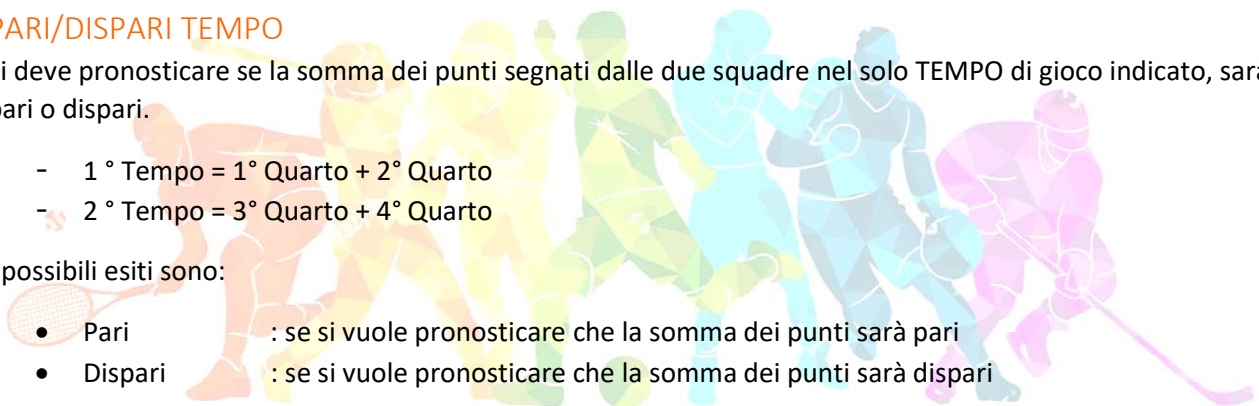 PARI/DISPARI TEMPO
i deve pronosticare se la somma dei punti segnati dalle due squadre nel solo TEMPO di gioco indicato, sarà
pari o dispari.
- 1 ° Tempo = 1° Quarto + 2° Quarto
- 2 ° Tempo = 3° Quarto + 4° Quarto
possibili esiti sono:
• Pari : se si vuole pronosticare che la somma dei punti sarà pari
• Dispari : se si vuole pronosticare che la somma dei punti sarà dispari